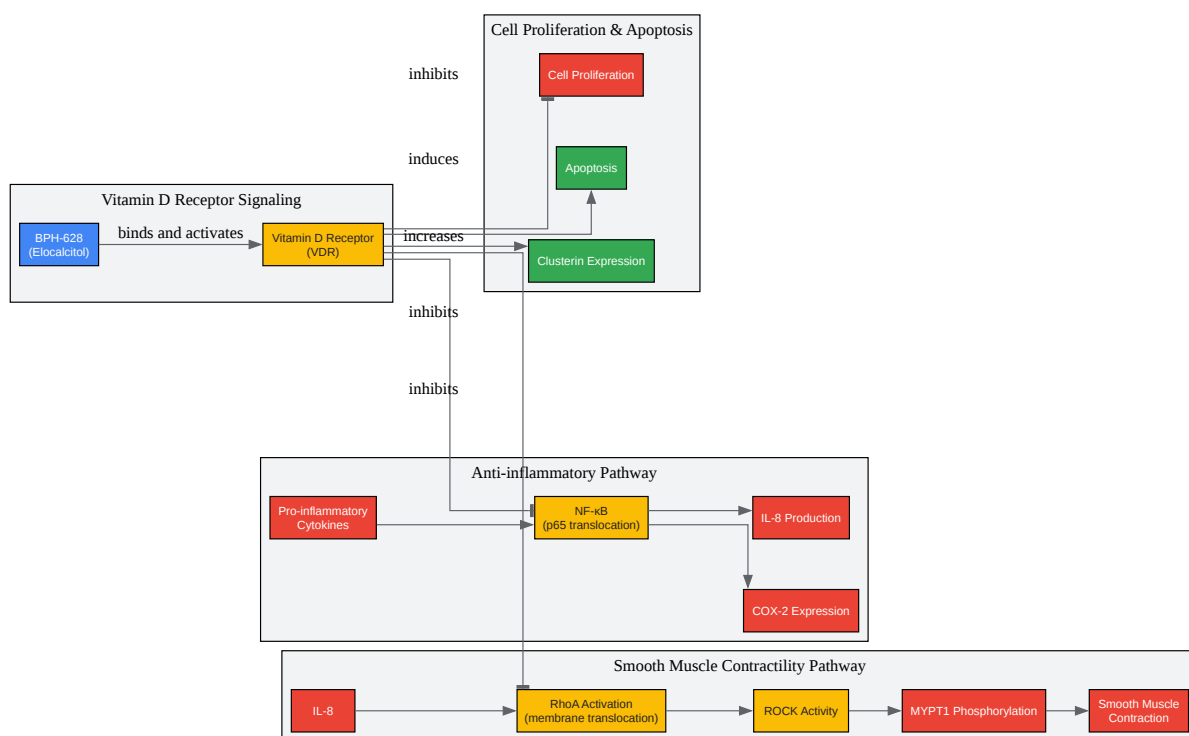 Cell Proliferation & Apoptosis
inhibits
Cell Proliferation
induces
Apoptosis
Vitamin D Receptor Signaling
BPH-628
(Elocalcitol)
binds and activates
Vitamin D Receptor
(VDR)
increases
Clusterin Expression
inhibits
inhibits
Anti-inflammatory Pathway
Pro-inflammatory
Cytokines
NF-κB
(p65 translocation)
IL-8 Production
COX-2 Expression
Smooth Muscle Contractility Pathway
IL-8
RhoA Activation
(membrane translocation)
ROCK Activity
MYPT1 Phosphorylation
Smooth Muscle
Contraction